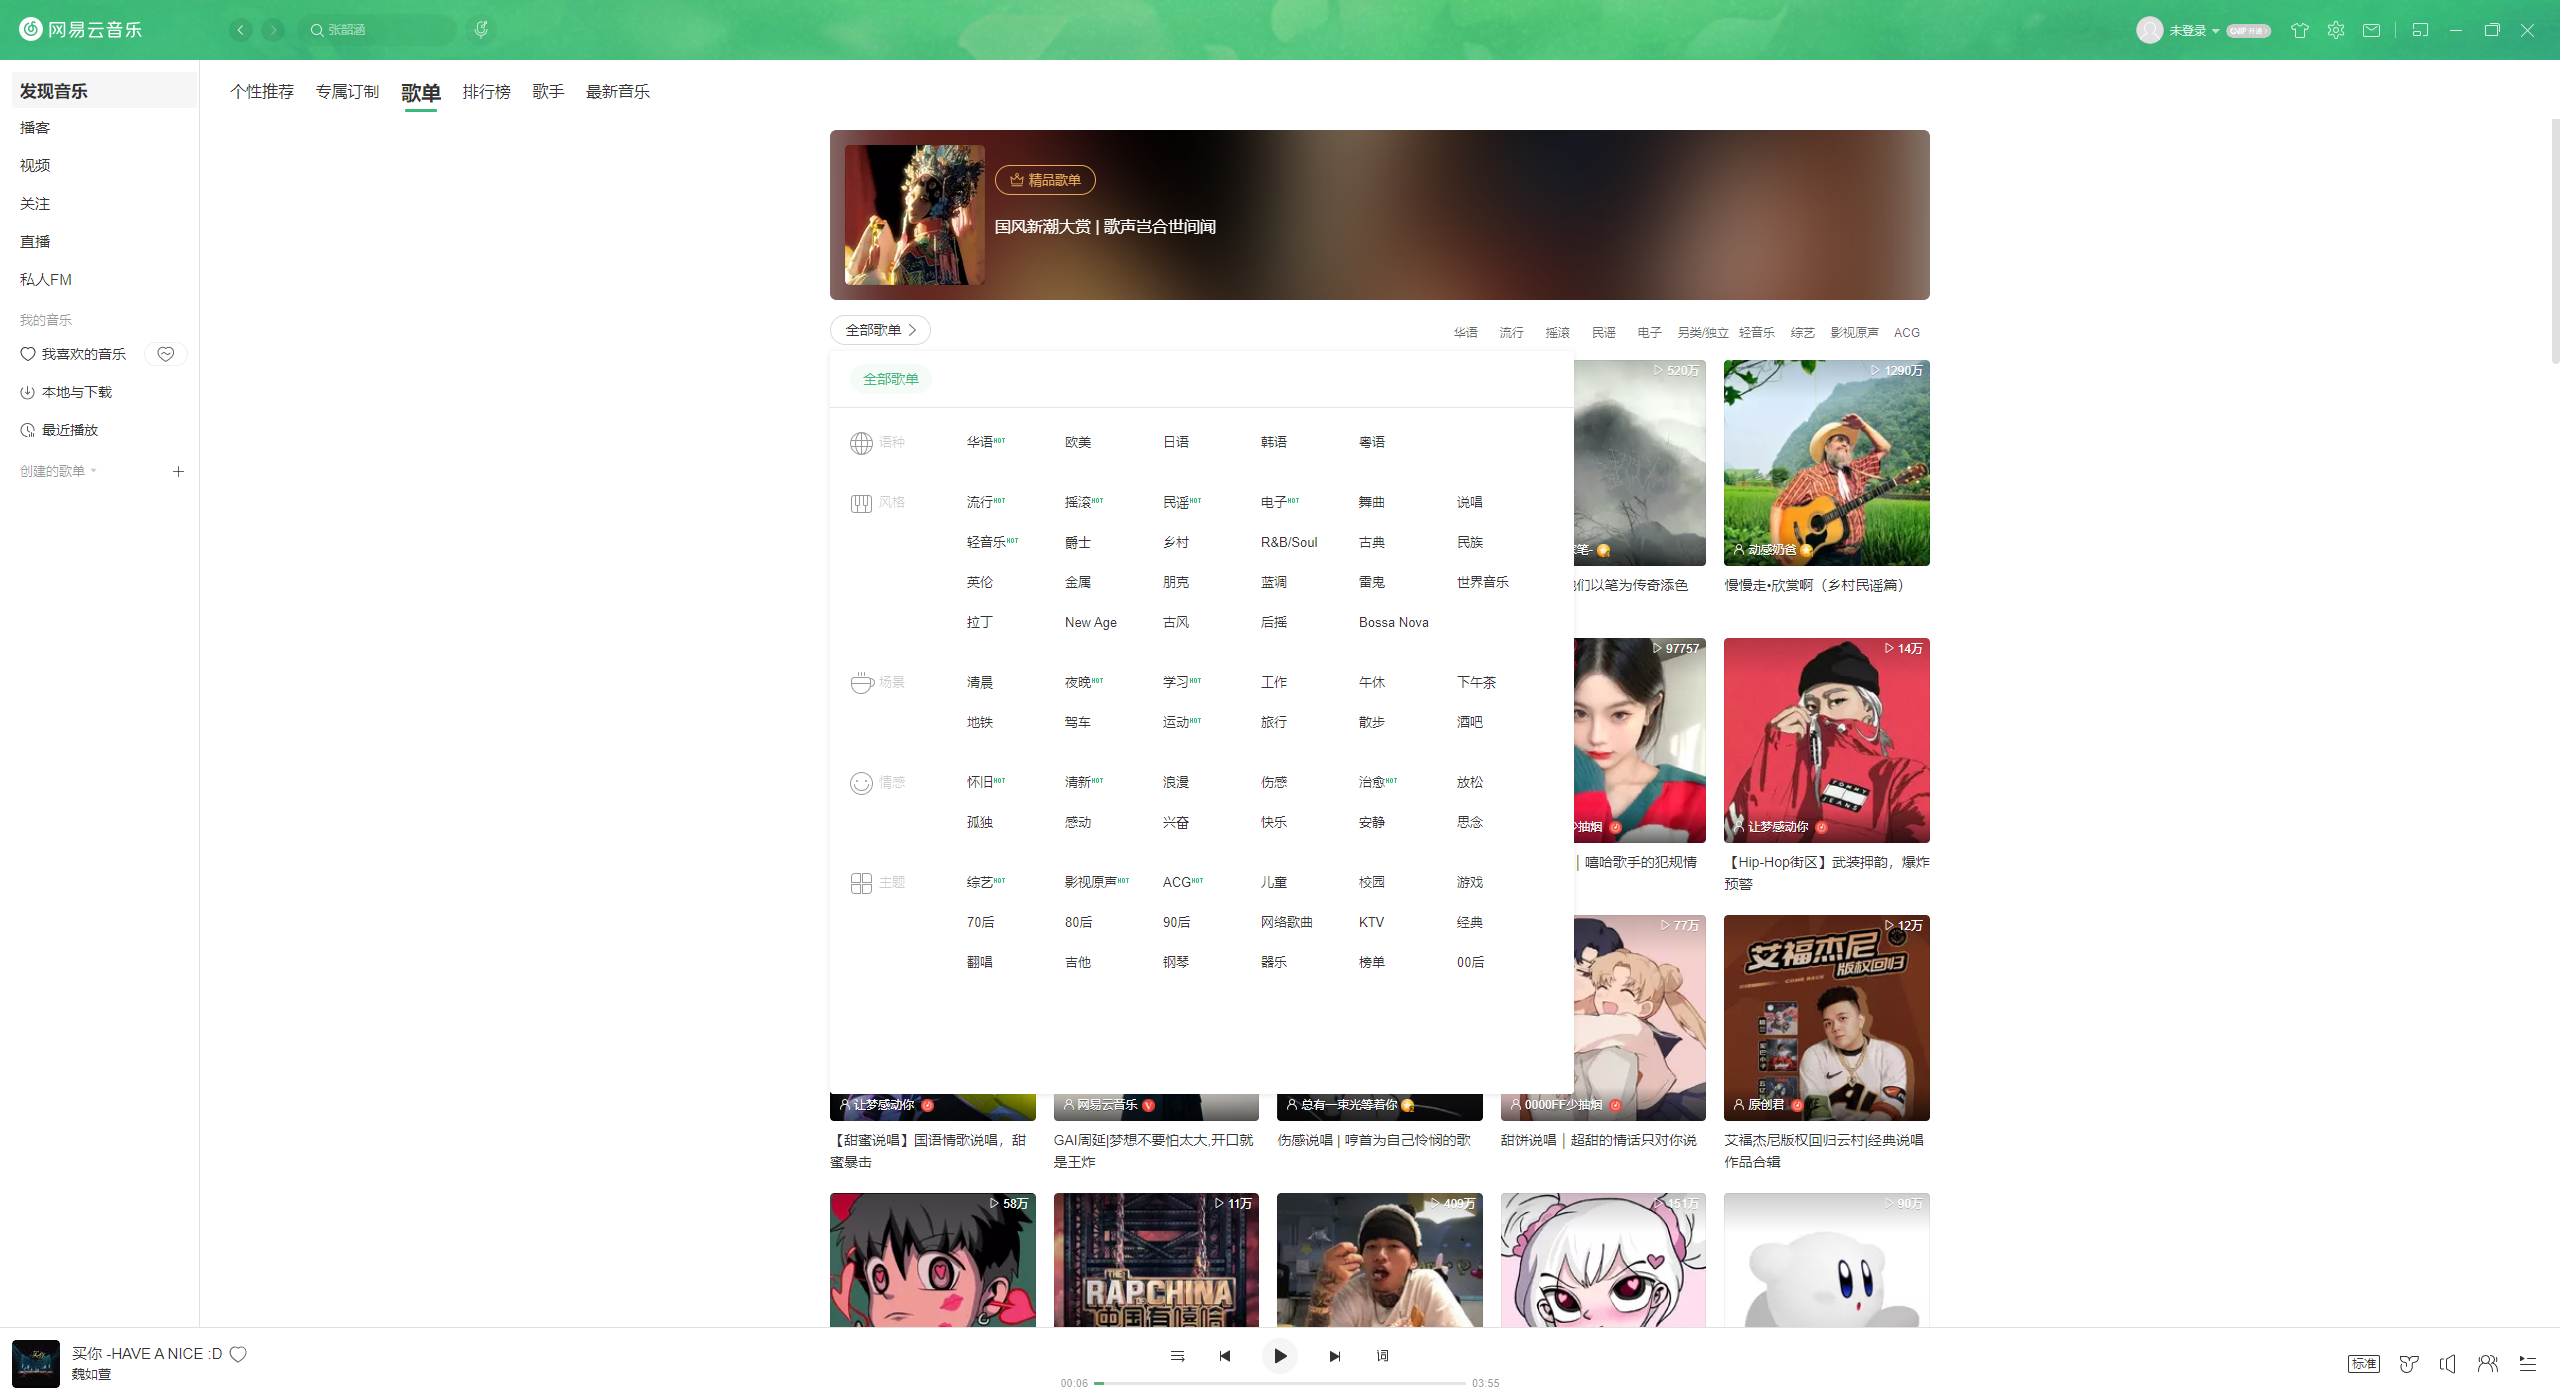 网易云音乐
张韶涵
未登录
VIP 开通
发现音乐
播客
视频
关注
直播
私人FM
我的音乐
我喜欢的音乐
本地与下载
最近播放
创建的歌单
个性推荐 专属订制 歌单 排行榜 歌手 最新音乐
精品歌单
国风新潮大赏 | 歌声岂合世间闻
全部歌单
华语 流行 摇滚 民谣 电子 另类/独立 轻音乐 综艺 影视原声 ACG
全部歌单
语种 华语HOT 欧美 日语 韩语 粤语
风格 流行HOT 摇滚HOT 民谣HOT 电子HOT 舞曲 说唱
轻音乐HOT 爵士 乡村 R&B/Soul 古典 民族
英伦 金属 朋克 蓝调 雷鬼 世界音乐
拉丁 New Age 古风 后摇 Bossa Nova
场景 清晨 夜晚HOT 学习HOT 工作 午休 下午茶
地铁 驾车 运动HOT 旅行 散步 酒吧
情感 怀旧HOT 清新HOT 浪漫 伤感 治愈HOT 放松
孤独 感动 兴奋 快乐 安静 思念
主题 综艺HOT 影视原声HOT ACGHOT 儿童 校园 游戏
70后 80后 90后 网络歌曲 KTV 经典
翻唱 吉他 钢琴 器乐 榜单 00后
520万
笔-
们以笔为传奇添色
1290万
动感奶爸
慢慢走•欣赏啊（乡村民谣篇）
97757
少抽烟
| 嘻哈歌手的犯规情
14万
TOMMY
JEANS
让梦感动你
【Hip-Hop街区】武装押韵，爆炸
预警
77万
12万
艾福杰尼
版权回归
COME BACK
让梦感动你
网易云音乐
总有一束光等着你
0000FF少抽烟
原创君
【甜蜜说唱】国语情歌说唱，甜
蜜暴击
GAI周延|梦想不要怕太大,开口就
是王炸
伤感说唱 | 哼首为自己怜悯的歌
甜饼说唱｜超甜的情话只对你说
艾福杰尼版权回归云村|经典说唱
作品合辑
58万
11万
THE
RAP OF CHINA
中国有嘻哈
409万
151万
90万
买你 -HAVE A NICE :D
魏如萱
词
00:06
03:55
标准